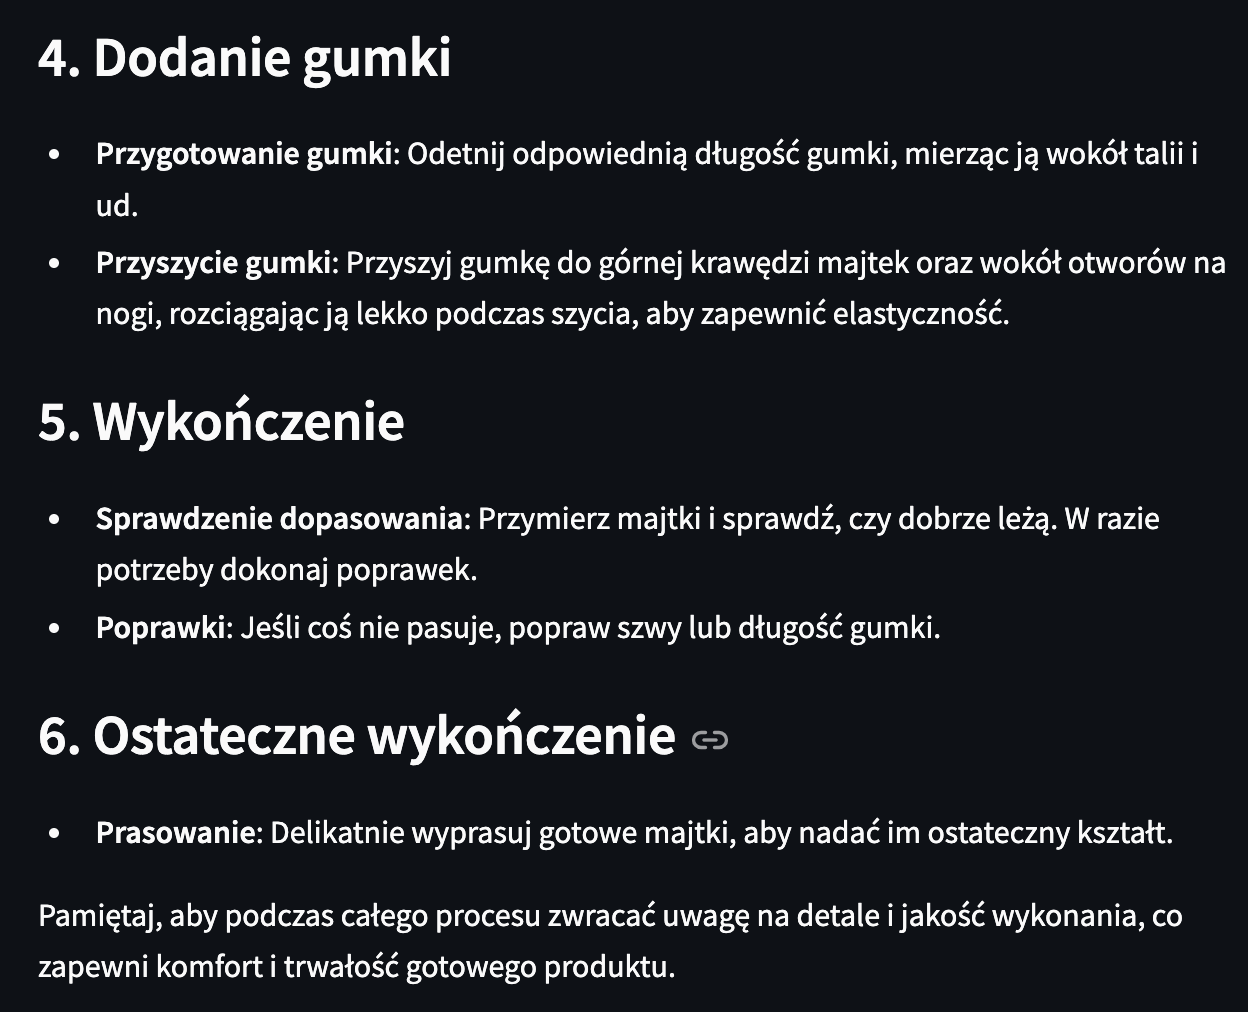 4. Dodanie gumki
• Przygotowanie gumki: Odetnij odpowiednią długość gumki, mierząc ją wokół talii i
ud.
• Przyszycie gumki: Przyszyj gumkę do górnej krawędzi majtek oraz wokół otworów na
nogi, rozciągając ją lekko podczas szycia, aby zapewnić elastyczność.
5. Wykończenie
• Sprawdzenie dopasowania: Przymierz majtki i sprawdź, czy dobrze leżą. W razie
potrzeby dokonaj poprawek.
• Poprawki: Jeśli coś nie pasuje, popraw szwy lub długość gumki.
6. Ostateczne wykończenie
• Prasowanie: Delikatnie wyprasuj gotowe majtki, aby nadać im ostateczny kształt.
Pamiętaj, aby podczas całego procesu zwracać uwagę na detale i jakość wykonania, co
zapewni komfort i trwałość gotowego produktu.